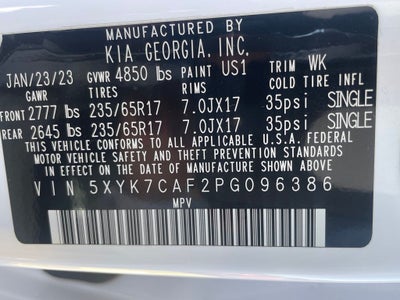 MANUFACTURED BY
KIA GEORGIA, INC.
JAN/23/23 GVWR 4850 lbs PAINT US1 TRIM WK
GAWR TIRES RIMS COLD TIRE INFL
FRONT 2777 lbs 235/65R17 7.0JX17 35psi SINGLE
REAR 2645 lbs 235/65R17 7.0JX17 35psi SINGLE
THIS VEHICLE CONFORMS TO ALL APPLICABLE U.S.A. FEDERAL
MOTOR VEHICLE SAFETY AND THEFT PREVENTION STANDARDS
IN EFFECT ON THE DATE OF MANUFACTURE SHOWN ABOVE
VIN 5XYK7CAF2PG096386
MPV